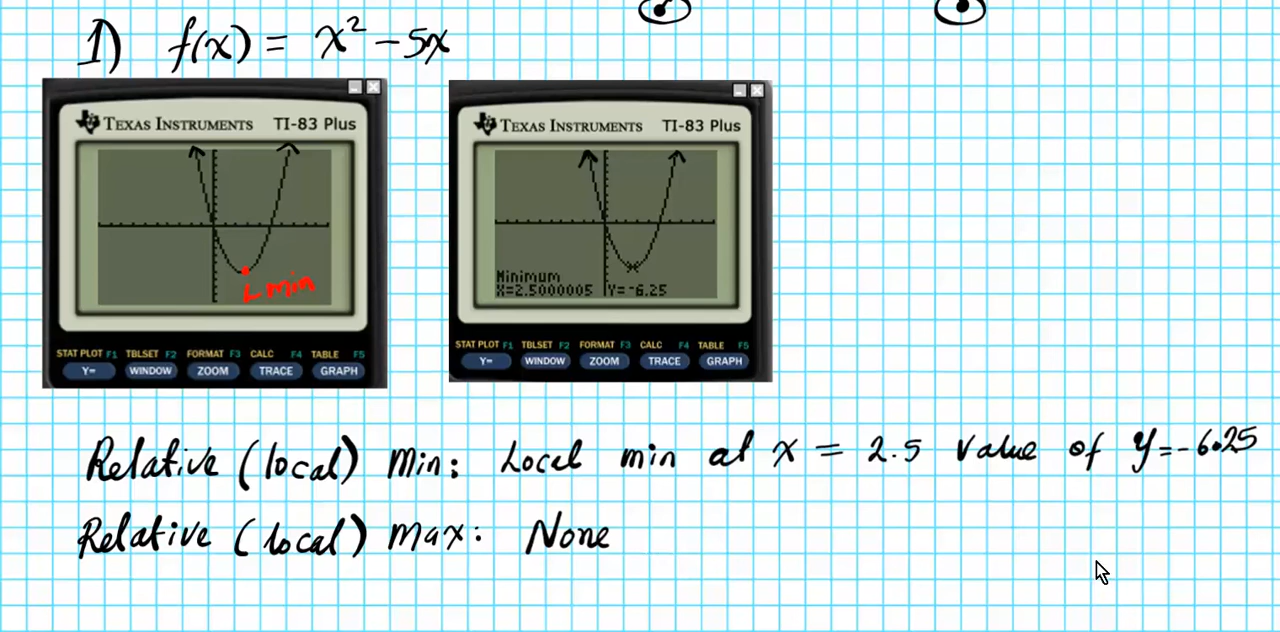 1) f(x) = x² - 5x
TEXAS INSTRUMENTS TI-83 Plus
L min
STAT PLOT F1 TBLSET F2 FORMAT F3 CALC F4 TABLE F5
Y= WINDOW ZOOM TRACE GRAPH
TEXAS INSTRUMENTS TI-83 Plus
Minimum
X=2.5000005 Y=-6.25
STAT PLOT F1 TBLSET F2 FORMAT F3 CALC F4 TABLE F5
Y= WINDOW ZOOM TRACE GRAPH
Relative (local) Min: Local min at x = 2.5 Value of y=-6.25
Relative (local) max: None